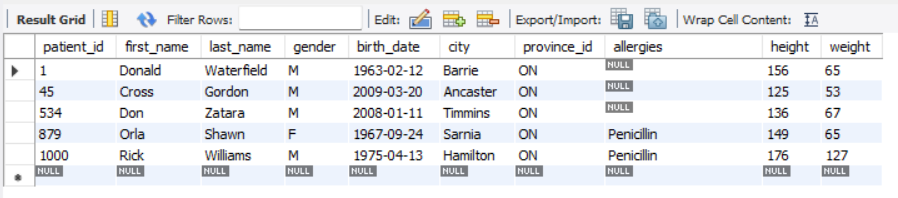 Result Grid Filter Rows: Edit: Export/Import: Wrap Cell Content: IA
patient_id first_name last_name gender birth_date city province_id allergies height weight
1 Donald Waterfield M 1963-02-12 Barrie ON NULL 156 65
45 Cross Gordon M 2009-03-20 Ancaster ON NULL 125 53
534 Don Zatara M 2008-01-11 Timmins ON NULL 136 67
879 Orla Shawn F 1967-09-24 Sarnia ON Penicillin 149 65
1000 Rick Williams M 1975-04-13 Hamilton ON Penicillin 176 127
NULL NULL NULL NULL NULL NULL NULL NULL NULL NULL